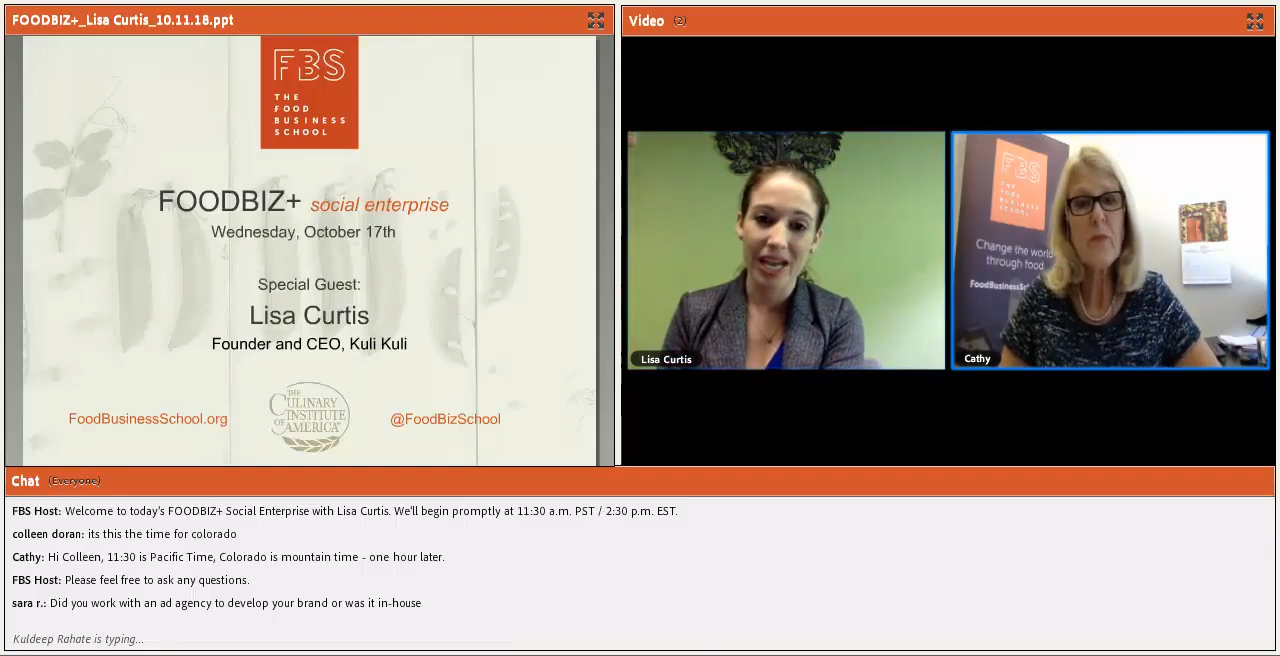 FOODBIZ+_Lisa Curtis_10.11.18.ppt
FBS
THE
FOOD
BUSINESS
SCHOOL
FOODBIZ+ social enterprise
Wednesday, October 17th
Special Guest:
Lisa Curtis
Founder and CEO, Kuli Kuli
FoodBusinessSchool.org
THE
CULINARY
INSTITUTE
OF AMERICA
@FoodBizSchool
Video (2)
Lisa Curtis
FBS
THE
FOOD
BUSINESS
SCHOOL
Change the world
through food
FoodBusinessSc
Cathy
Chat (Everyone)
FBS Host: Welcome to today's FOODBIZ+ Social Enterprise with Lisa Curtis. We'll begin promptly at 11:30 a.m. PST / 2:30 p.m. EST.
colleen doran: its this the time for colorado
Cathy: Hi Colleen, 11:30 is Pacific Time, Colorado is mountain time - one hour later.
FBS Host: Please feel free to ask any questions.
sara r.: Did you work with an ad agency to develop your brand or was it in-house
Kuldeep Rahate is typing...